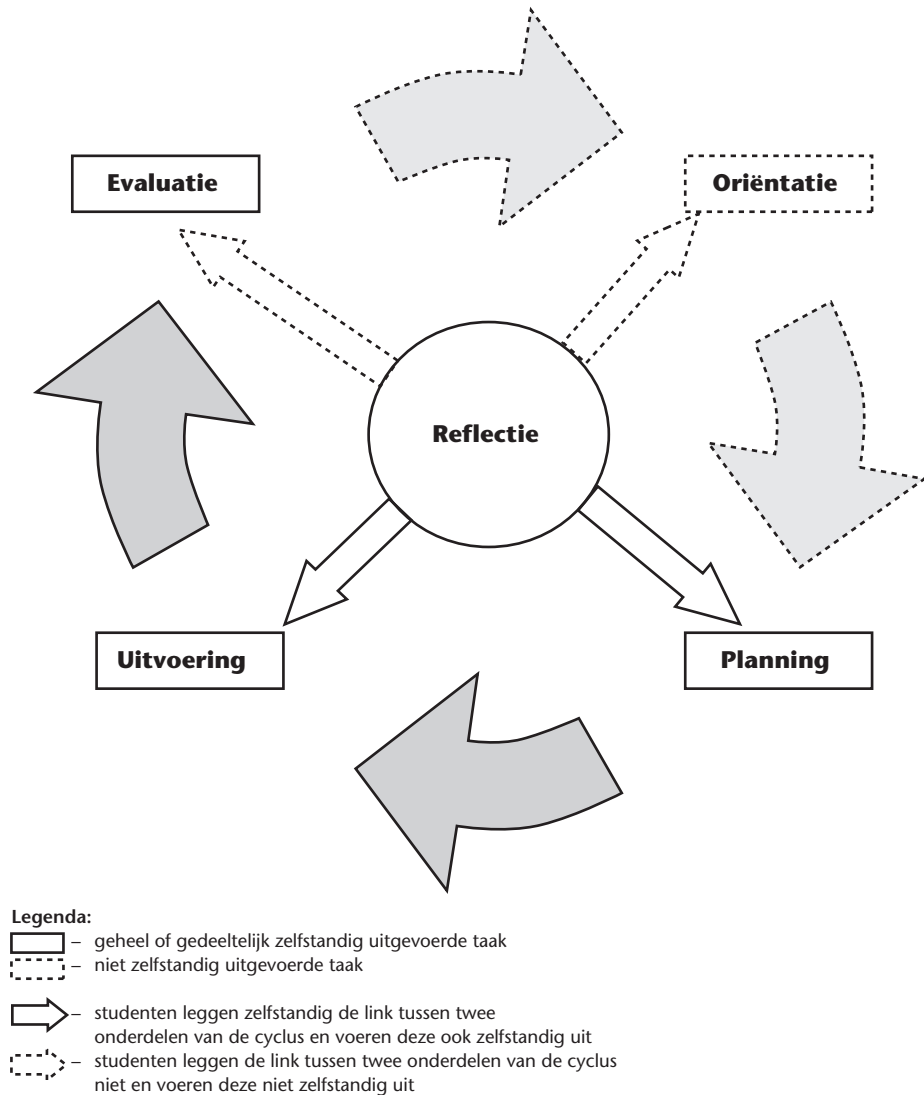 Evaluatie
Oriëntatie
Reflectie
Uitvoering
Planning
Legenda:
– geheel of gedeeltelijk zelfstandig uitgevoerde taak
– niet zelfstandig uitgevoerde taak
– studenten leggen zelfstandig de link tussen twee
onderdelen van de cyclus en voeren deze ook zelfstandig uit
– studenten leggen de link tussen twee onderdelen van de cyclus
niet en voeren deze niet zelfstandig uit